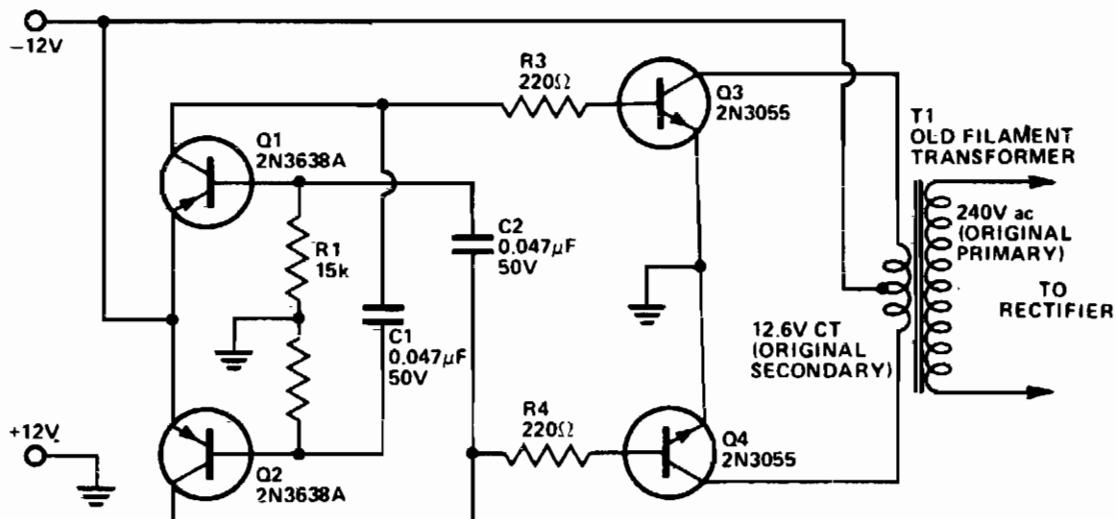 −12V
R3
220Ω
Q3
2N3055
T1
OLD FILAMENT
TRANSFORMER
Q1
2N3638A
240V ac
(ORIGINAL
PRIMARY)
C2
0.047μF
50V
R1
15k
TO
RECTIFIER
C1
0.047μF
50V
12.6V CT
(ORIGINAL
SECONDARY)
+12V
R4
220Ω
Q4
2N3055
Q2
2N3638A